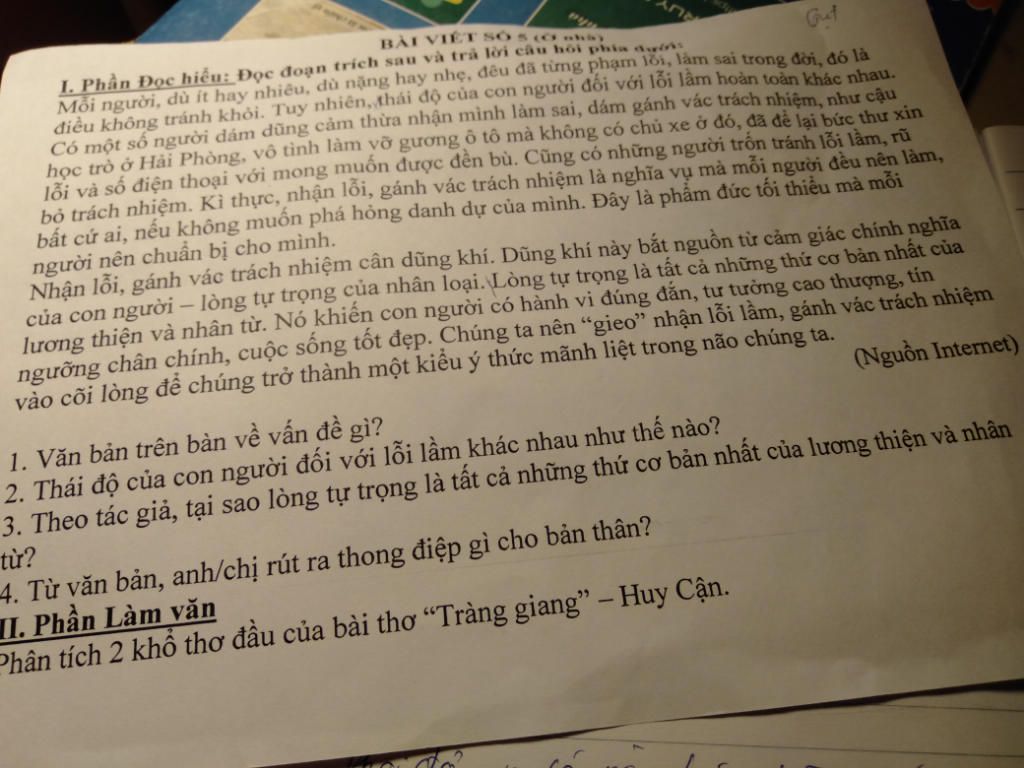 BÀI VIẾT SỐ 5 (Ở nhà)
I. Phần Đọc hiểu: Đọc đoạn trích sau và trả lời câu hỏi phía dưới:
Mỗi người, dù ít hay nhiều, dù nặng hay nhẹ, đều đã từng phạm lỗi, làm sai trong đời, đó là
điều không tránh khỏi. Tuy nhiên, thái độ của con người đối với lỗi lầm hoàn toàn khác nhau.
Có một số người dám dũng cảm thừa nhận mình làm sai, dám gánh vác trách nhiệm, như cậu
học trò ở Hải Phòng, vô tình làm vỡ gương ô tô mà không có chủ xe ở đó, đã để lại bức thư xin
lỗi và số điện thoại với mong muốn được đền bù. Cũng có những người trốn tránh lỗi lầm, rũ
bỏ trách nhiệm. Kì thực, nhận lỗi, gánh vác trách nhiệm là nghĩa vụ mà mỗi người đều nên làm,
bất cứ ai, nếu không muốn phá hỏng danh dự của mình. Đây là phẩm đức tối thiểu mà mỗi
người nên chuẩn bị cho mình.
Nhận lỗi, gánh vác trách nhiệm cần dũng khí. Dũng khí này bắt nguồn từ cảm giác chính nghĩa
của con người – lòng tự trọng của nhân loại. Lòng tự trọng là tất cả những thứ cơ bản nhất của
lương thiện và nhân từ. Nó khiến con người có hành vi đúng đắn, tư tưởng cao thượng, tín
ngưỡng chân chính, cuộc sống tốt đẹp. Chúng ta nên “gieo” nhận lỗi lầm, gánh vác trách nhiệm
vào cõi lòng để chúng trở thành một kiểu ý thức mãnh liệt trong não chúng ta.
(Nguồn Internet)
1. Văn bản trên bàn về vấn đề gì?
2. Thái độ của con người đối với lỗi lầm khác nhau như thế nào?
3. Theo tác giả, tại sao lòng tự trọng là tất cả những thứ cơ bản nhất của lương thiện và nhân
từ?
4. Từ văn bản, anh/chị rút ra thong điệp gì cho bản thân?
II. Phần Làm văn
Phân tích 2 khổ thơ đầu của bài thơ “Tràng giang” – Huy Cận.